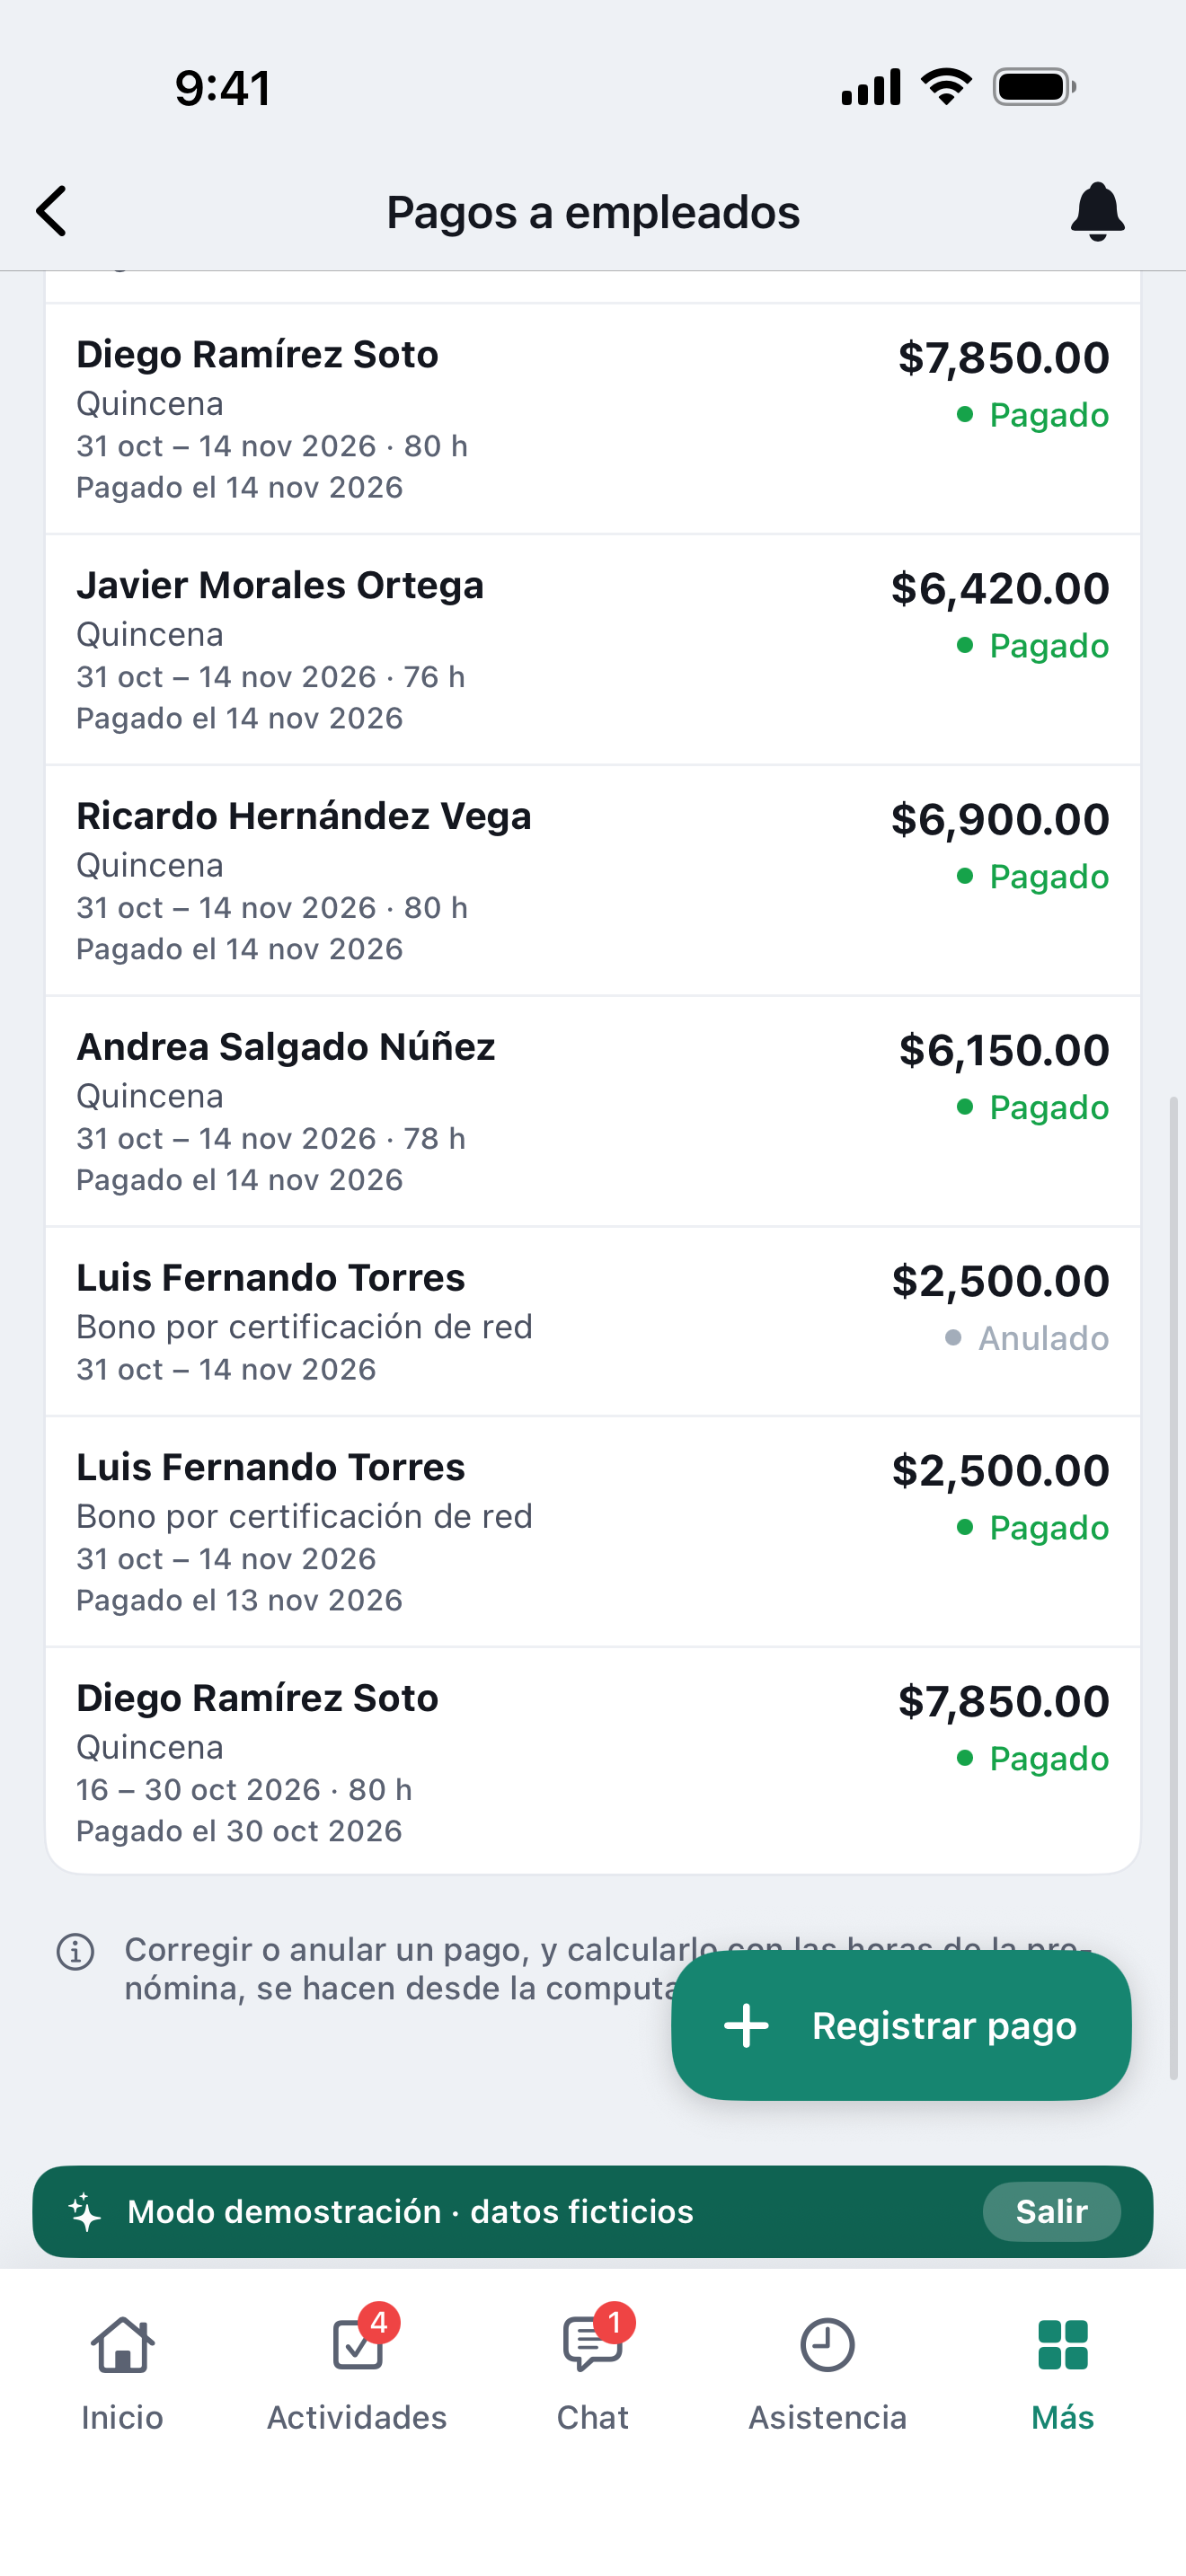 9:41
Pagos a empleados
Diego Ramírez Soto
$7,850.00
Quincena
Pagado
31 oct – 14 nov 2026 · 80 h
Pagado el 14 nov 2026
Javier Morales Ortega
$6,420.00
Quincena
Pagado
31 oct – 14 nov 2026 · 76 h
Pagado el 14 nov 2026
Ricardo Hernández Vega
$6,900.00
Quincena
Pagado
31 oct – 14 nov 2026 · 80 h
Pagado el 14 nov 2026
Andrea Salgado Núñez
$6,150.00
Quincena
Pagado
31 oct – 14 nov 2026 · 78 h
Pagado el 14 nov 2026
Luis Fernando Torres
$2,500.00
Bono por certificación de red
Anulado
31 oct – 14 nov 2026
Luis Fernando Torres
$2,500.00
Bono por certificación de red
Pagado
31 oct – 14 nov 2026
Pagado el 13 nov 2026
Diego Ramírez Soto
$7,850.00
Quincena
Pagado
16 – 30 oct 2026 · 80 h
Pagado el 30 oct 2026
Corregir o anular un pago, y calcularlo con las horas de la pre-
nómina, se hacen desde la
Registrar pago
Modo demostración · datos ficticios
Salir
4
1
Inicio
Actividades
Chat
Asistencia
Más